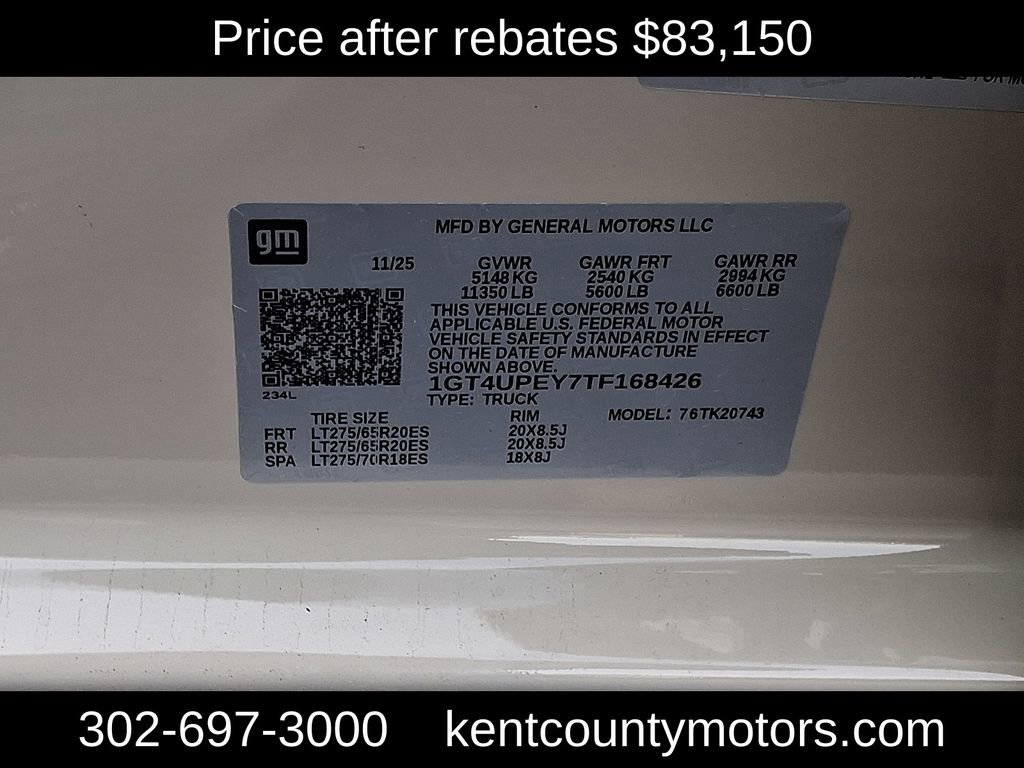 Price after rebates $83,150
gm
MFD BY GENERAL MOTORS LLC
11/25 GVWR GAWR FRT GAWR RR
5148 KG 2540 KG 2994 KG
11350 LB 5600 LB 6600 LB
THIS VEHICLE CONFORMS TO ALL
APPLICABLE U.S. FEDERAL MOTOR
VEHICLE SAFETY STANDARDS IN EFFECT
ON THE DATE OF MANUFACTURE
SHOWN ABOVE.
1GT4UPEY7TF168426
234L
TYPE: TRUCK
TIRE SIZE RIM MODEL: 76TK20743
FRT LT275/65R20ES 20X8.5J
RR LT275/65R20ES 20X8.5J
SPA LT275/70R18ES 18X8J
302-697-3000 kentcountymotors.com